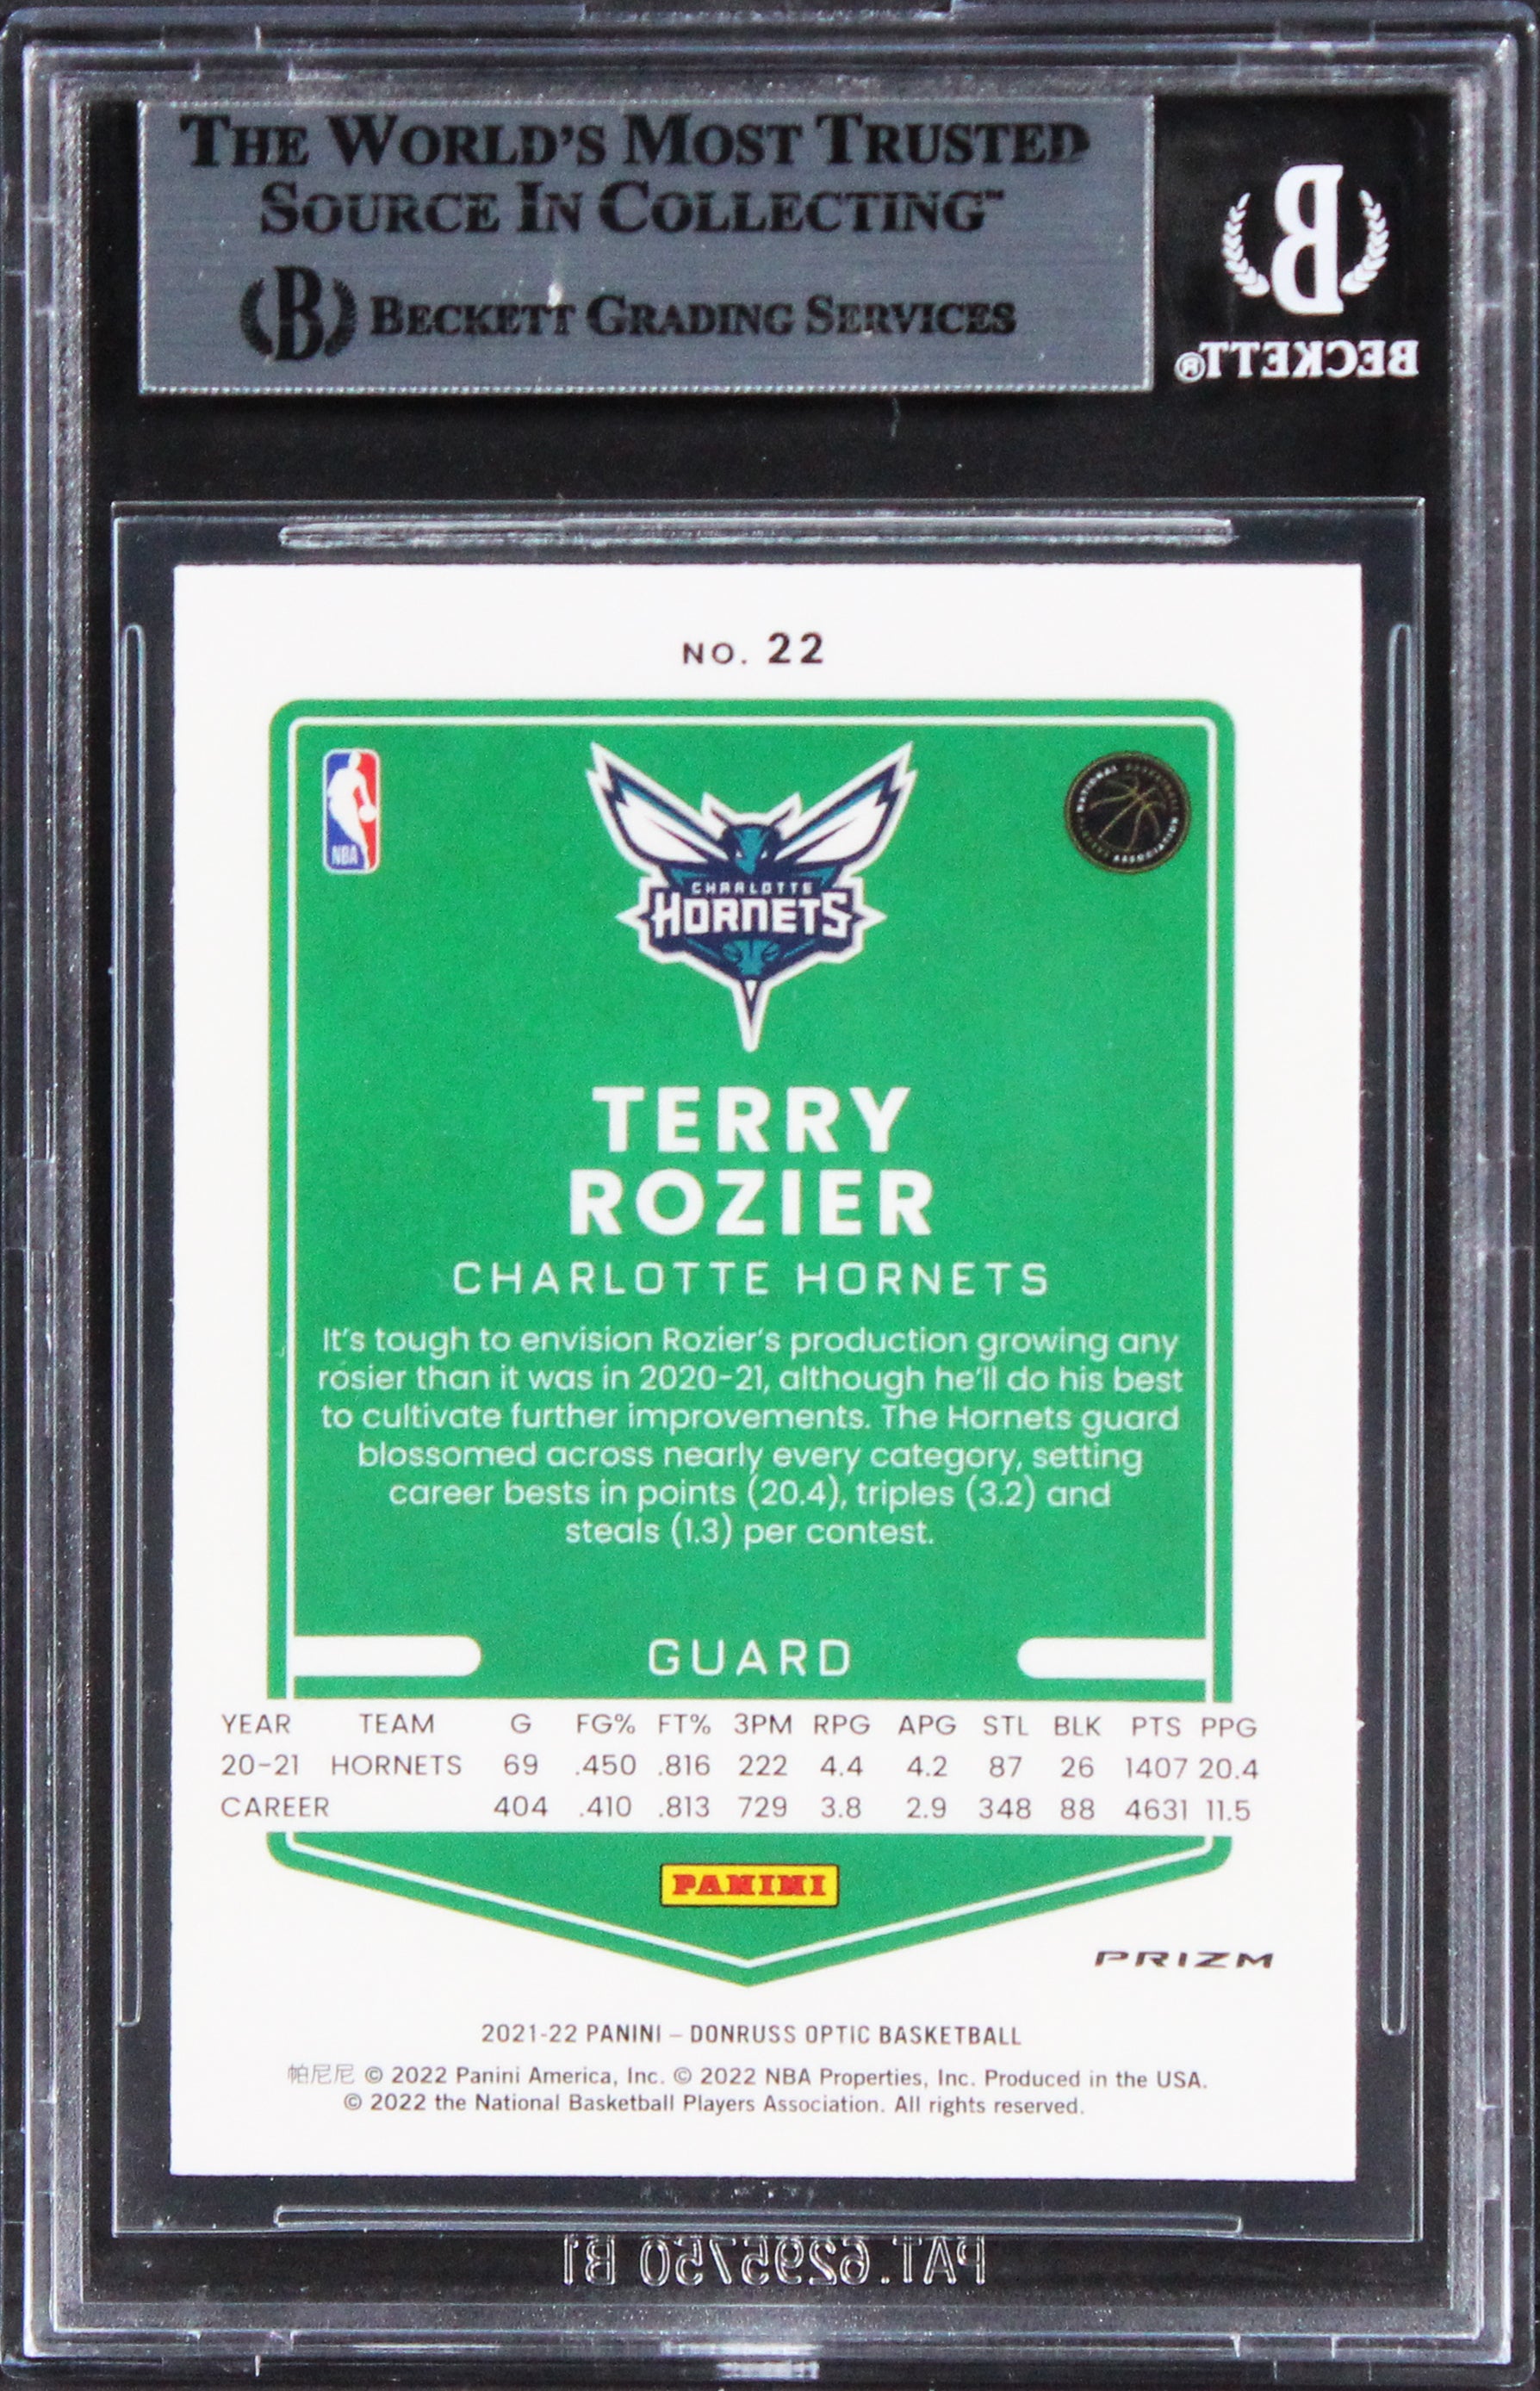 THE WORLD'S MOST TRUSTED
SOURCE IN COLLECTING™
B BECKETT GRADING SERVICES
B
BECKETT®
NO. 22
NBA
NATIONAL BASKETBALL PLAYERS ASSOCIATION
CHARLOTTE
HORNETS
TERRY
ROZIER
CHARLOTTE HORNETS
It's tough to envision Rozier's production growing any
rosier than it was in 2020-21, although he'll do his best
to cultivate further improvements. The Hornets guard
blossomed across nearly every category, setting
career bests in points (20.4), triples (3.2) and
steals (1.3) per contest.
GUARD
YEAR TEAM G FG% FT% 3PM RPG APG STL BLK PTS PPG
20-21 HORNETS 69 .450 .816 222 4.4 4.2 87 26 1407 20.4
CAREER 404 .410 .813 729 3.8 2.9 348 88 4631 11.5
PANINI
PRIZM
2021-22 PANINI – DONRUSS OPTIC BASKETBALL
帕尼尼 © 2022 Panini America, Inc. © 2022 NBA Properties, Inc. Produced in the USA.
© 2022 the National Basketball Players Association. All rights reserved.
PAT.6295750 B1